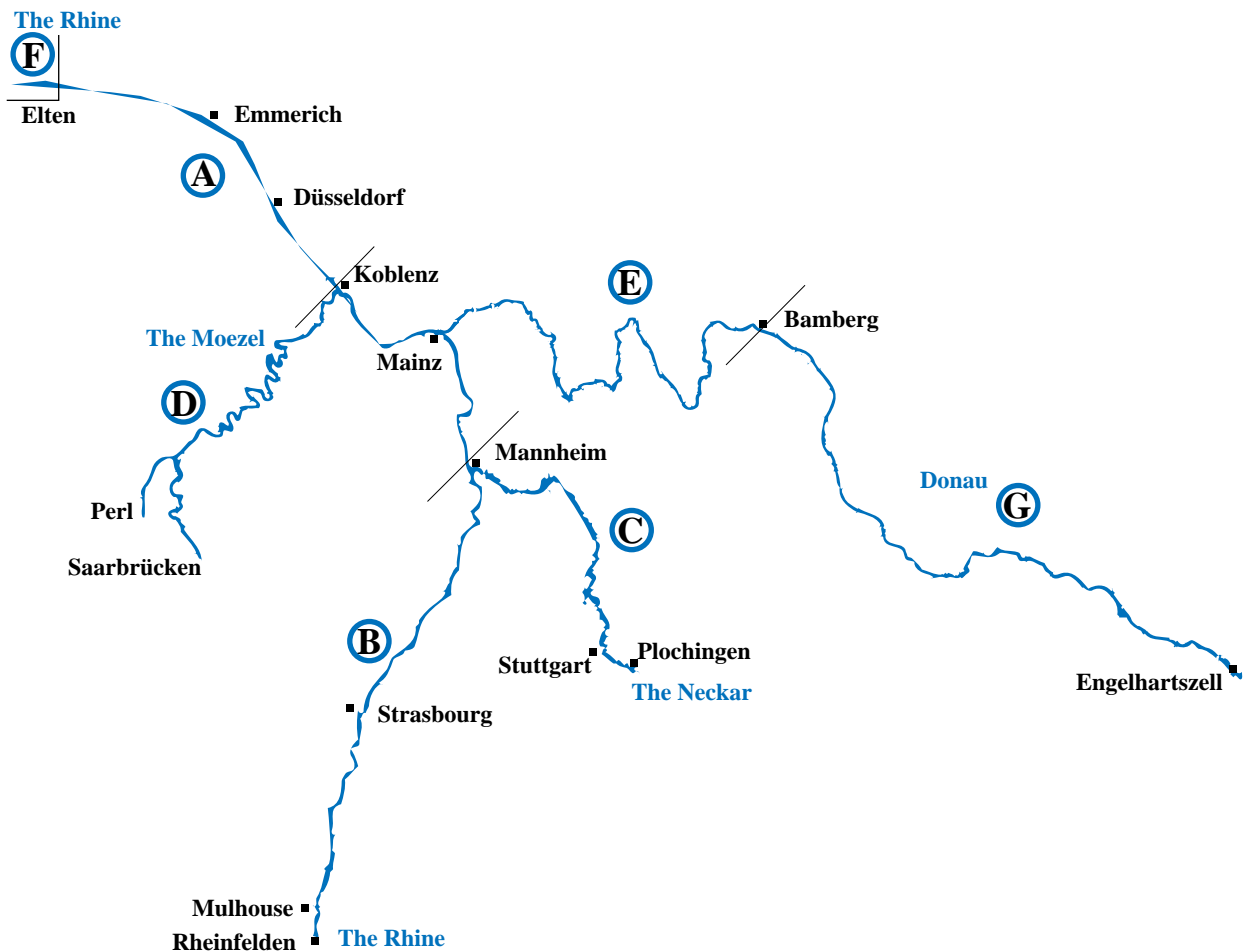 The Rhine
F
Elten
Emmerich
A
Düsseldorf
Koblenz
E
Bamberg
The Moezel
Mainz
D
Mannheim
Donau
G
Perl
C
Saarbrücken
B
Stuttgart
Plochingen
The Neckar
Engelhartszell
Strasbourg
Mulhouse
Rheinfelden
The Rhine